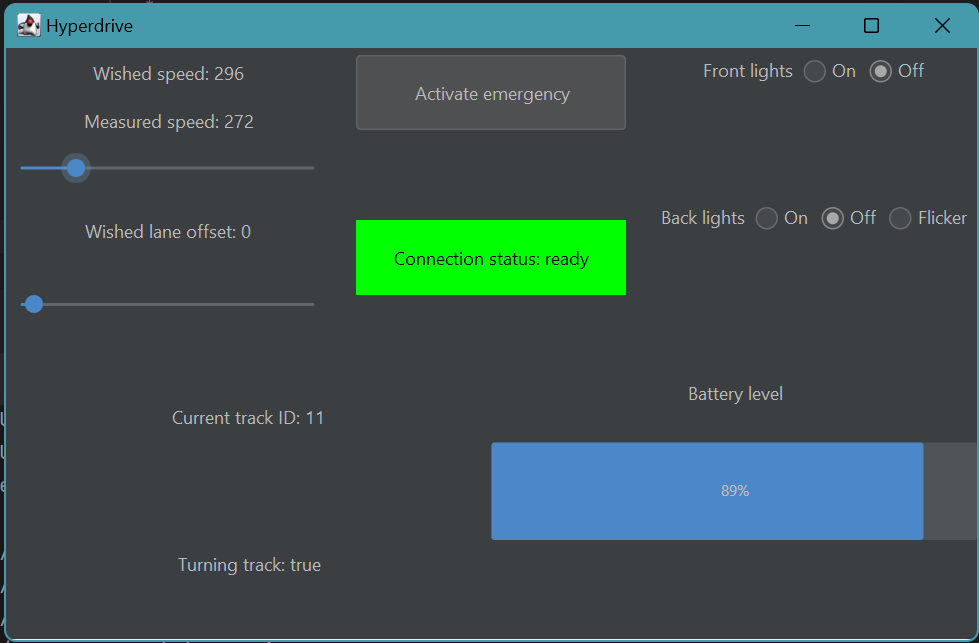 Hyperdrive
Wished speed: 296
Measured speed: 272
Wished lane offset: 0
Activate emergency
Connection status: ready
Front lights On Off
Back lights On Off Flicker
Current track ID: 11
Turning track: true
Battery level
89%